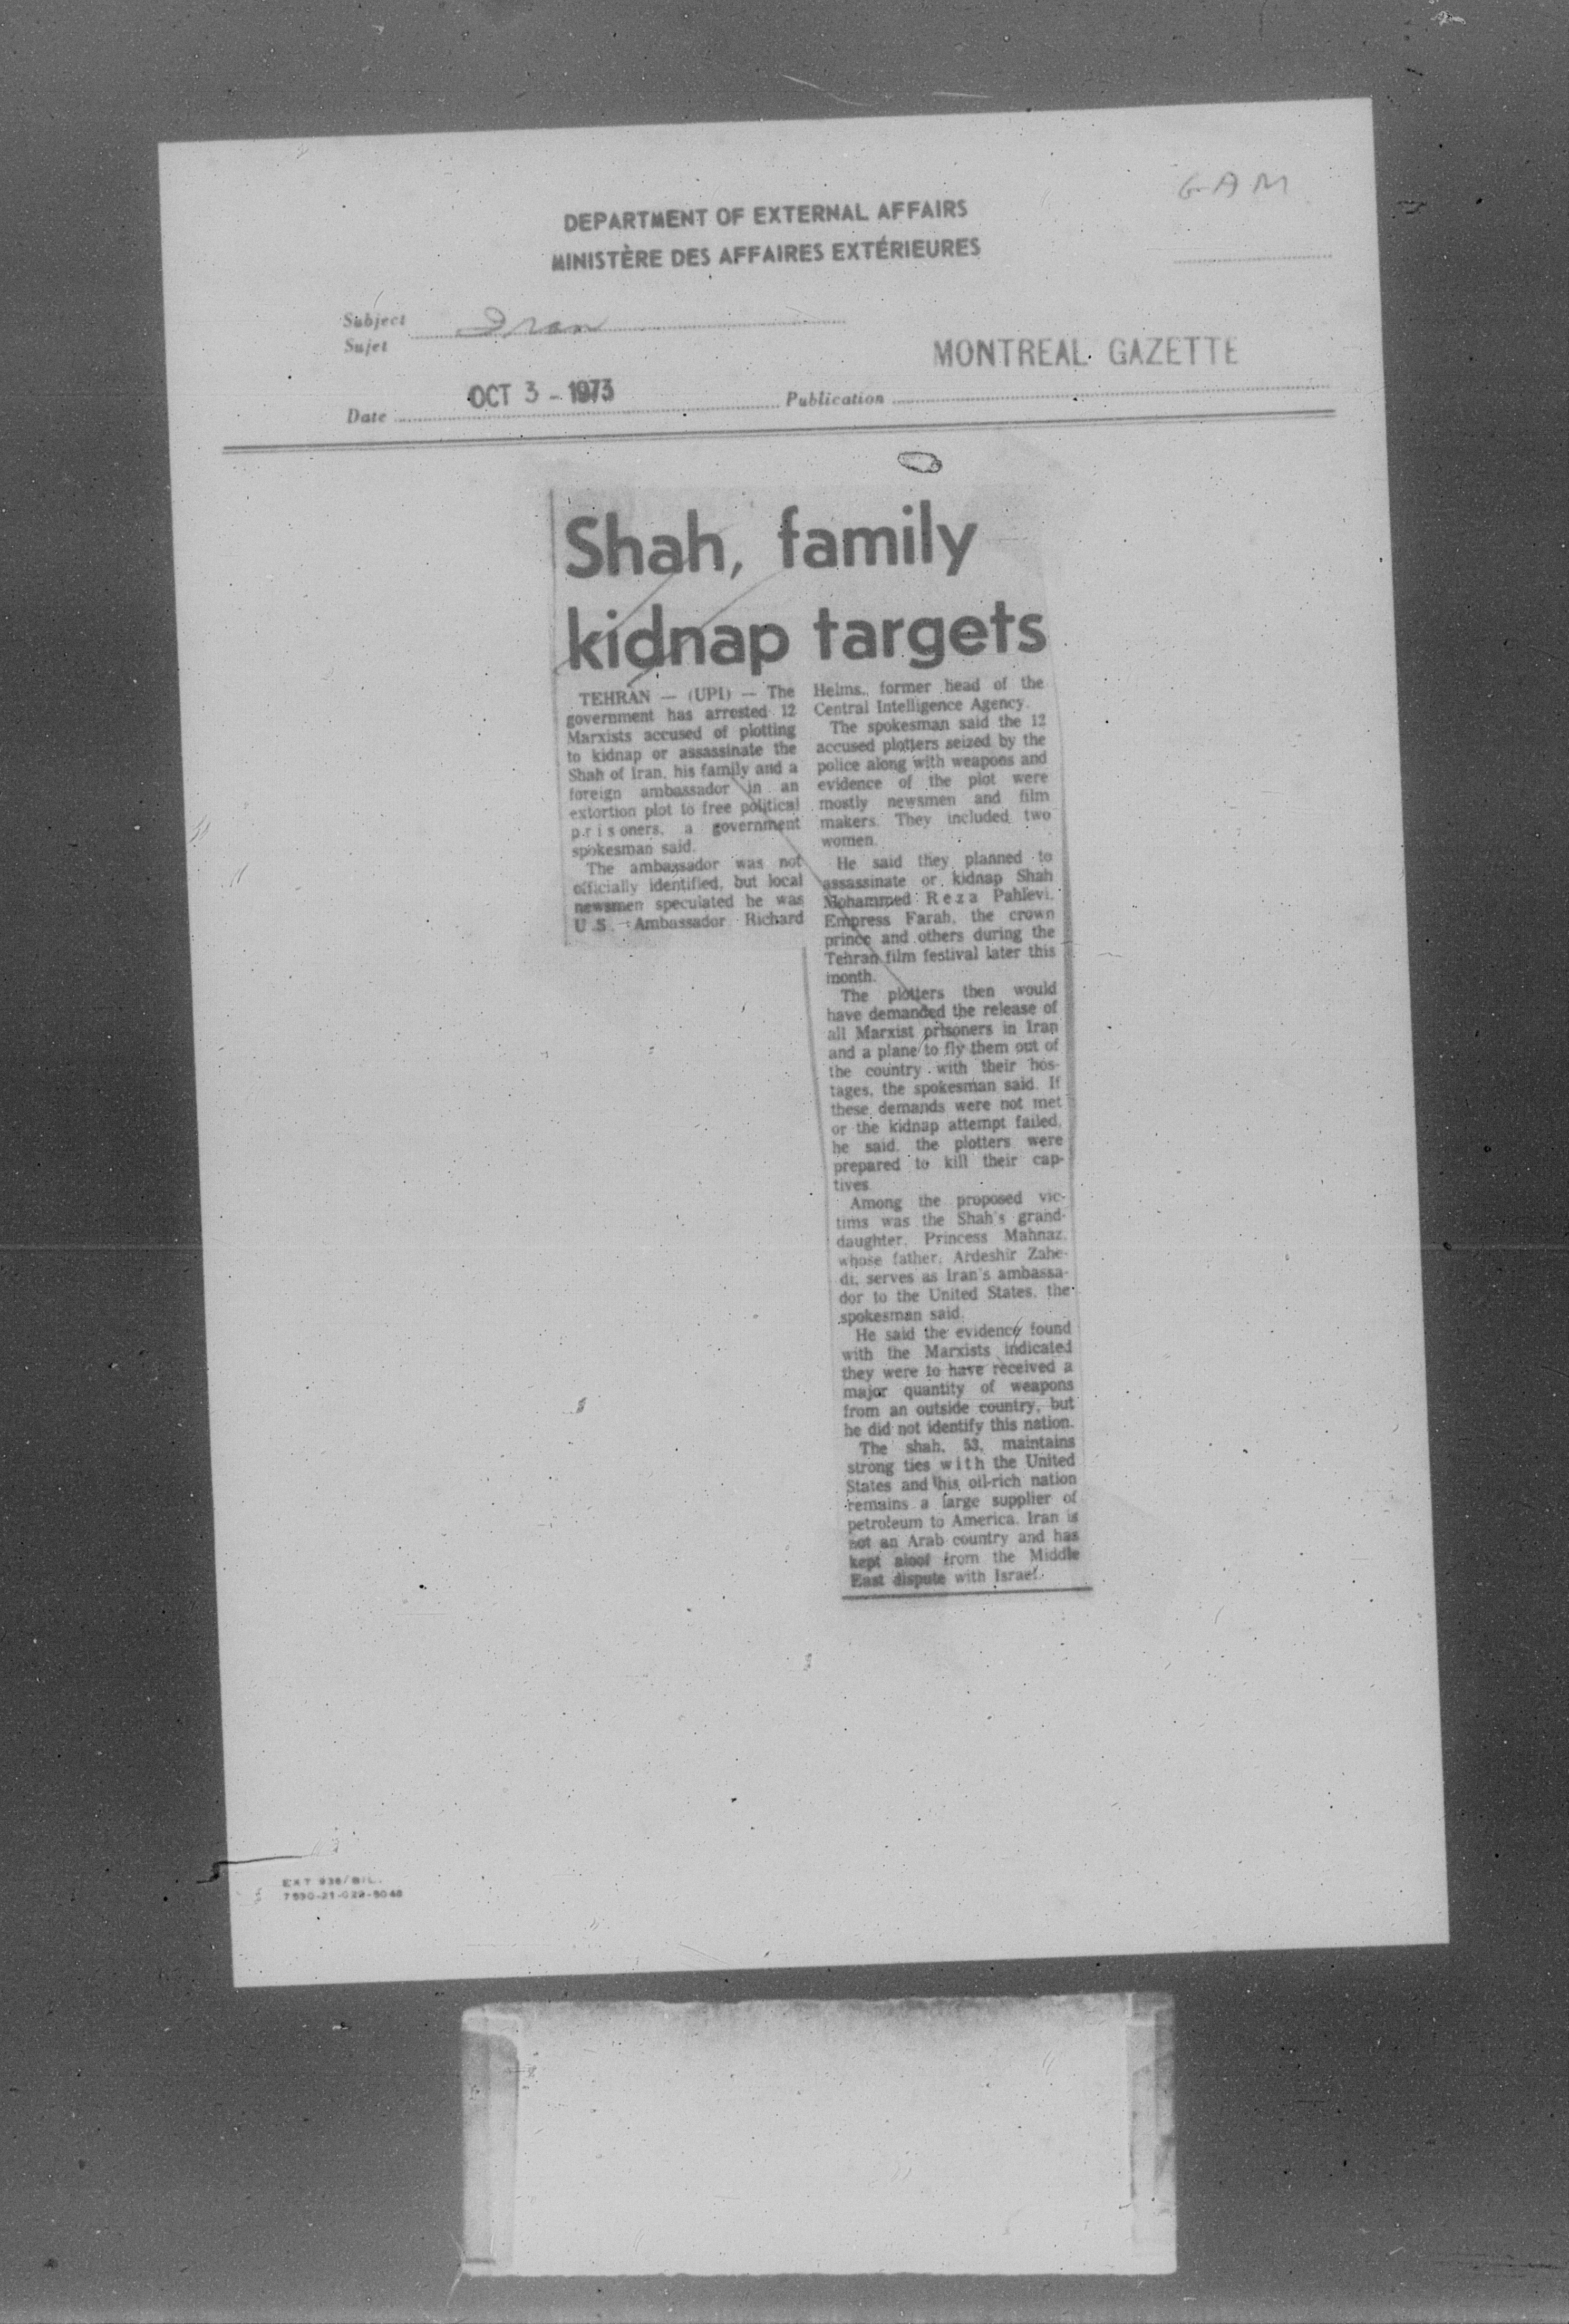 GAM
DEPARTMENT OF EXTERNAL AFFAIRS
MINISTÈRE DES AFFAIRES EXTÉRIEURES
Subject Iran
Sujet
MONTREAL GAZETTE
OCT 3 - 1973
Date
Publication
Shah, family
kidnap targets
TEHRAN — (UPI) — The
government has arrested 12
Marxists accused of plotting
to kidnap or assassinate the
Shah of Iran, his family and a
foreign ambassador in an
extortion plot to free political
prisoners, a government
spokesman said.
The ambassador was not
officially identified, but local
newsmen speculated he was
U.S. Ambassador Richard
Helms, former head of the
Central Intelligence Agency.
The spokesman said the 12
accused plotters seized by the
police along with weapons and
evidence of the plot were
mostly newsmen and film
makers. They included two
women.
He said they planned to
assassinate or kidnap Shah
Mohammed Reza Pahlevi,
Empress Farah, the crown
prince and others during the
Tehran film festival later this
month.
The plotters then would
have demanded the release of
all Marxist prisoners in Iran
and a plane to fly them out of
the country with their hos-
tages, the spokesman said. If
these demands were not met
or the kidnap attempt failed,
he said, the plotters were
prepared to kill their cap-
tives.
Among the proposed vic-
tims was the Shah's grand-
daughter, Princess Mahnaz,
whose father, Ardeshir Zahe-
di, serves as Iran's ambassa-
dor to the United States, the
spokesman said.
He said the evidence found
with the Marxists indicated
they were to have received a
major quantity of weapons
from an outside country, but
he did not identify this nation.
The shah, 53, maintains
strong ties with the United
States and his oil-rich nation
remains a large supplier of
petroleum to America. Iran is
not an Arab country and has
kept aloof from the Middle
East dispute with Israel.
EXT 938/BIL.
7530-21-029-5048